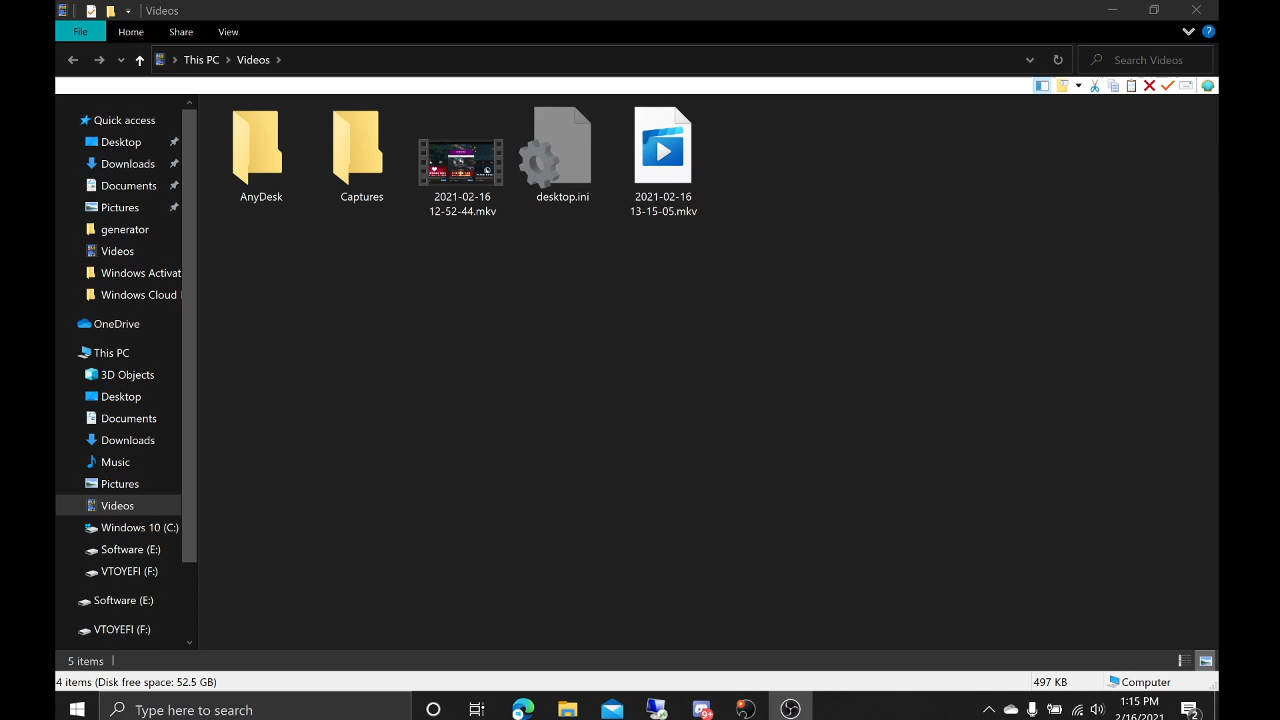 Videos
File
Home
Share
View
This PC
Videos
Search Videos
Quick access
Desktop
Downloads
Documents
Pictures
generator
Videos
Windows Activat
Windows Cloud
OneDrive
This PC
3D Objects
Desktop
Documents
Downloads
Music
Pictures
Videos
Windows 10 (C:)
Software (E:)
VTOYEFI (F:)
Software (E:)
VTOYEFI (F:)
AnyDesk
Captures
2021-02-16
12-52-44.mkv
desktop.ini
2021-02-16
13-15-05.mkv
5 items
4 items (Disk free space: 52.5 GB)
497 KB
Computer
Type here to search
9+
1:15 PM
2/16/202
2